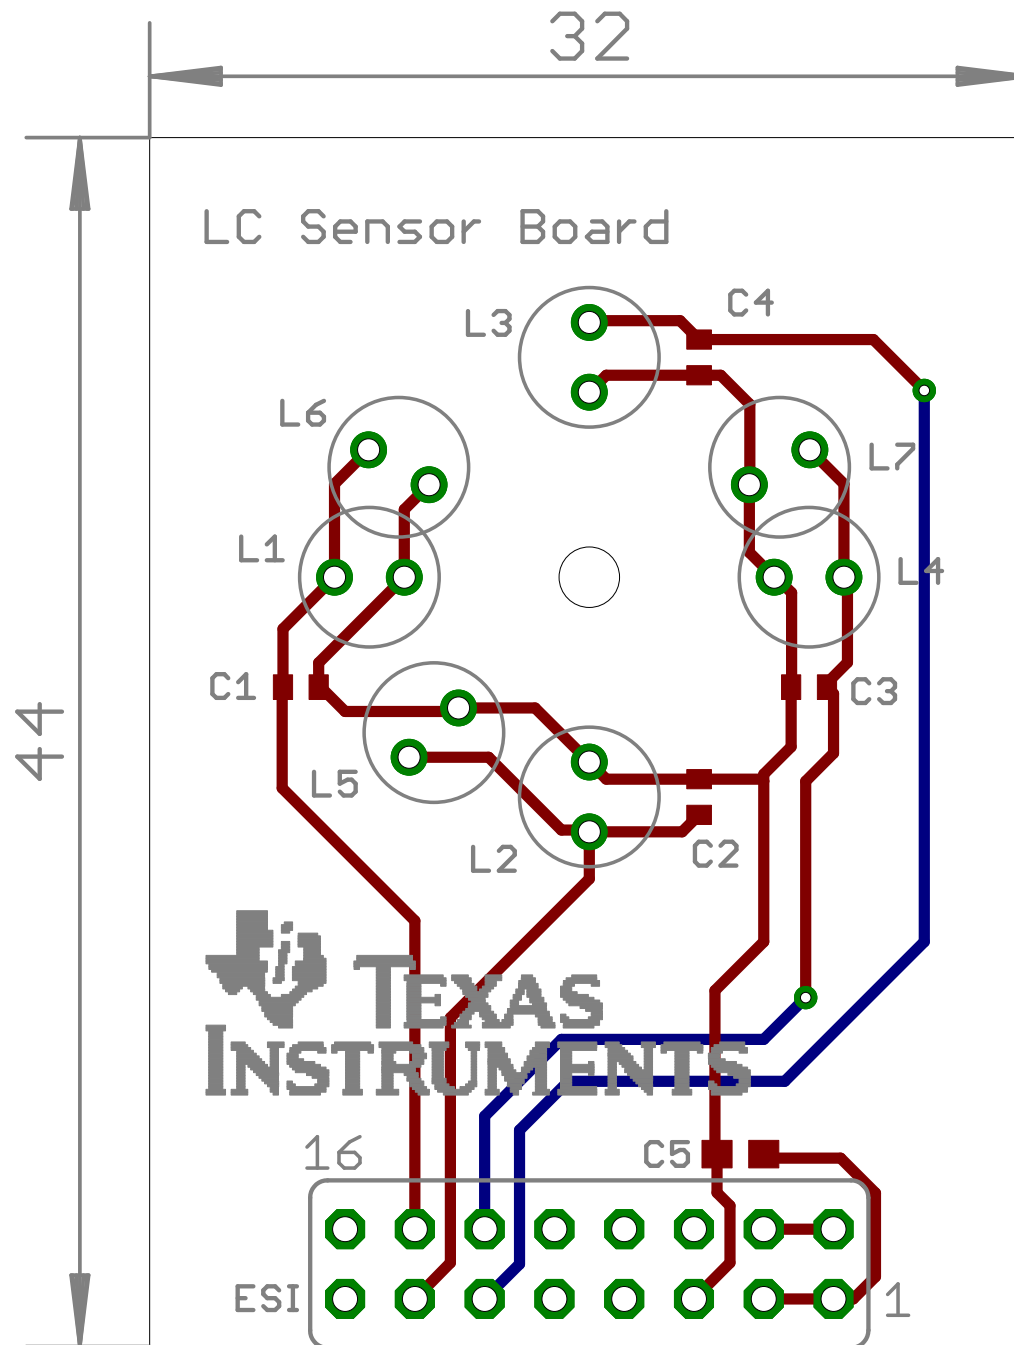 32
LC Sensor Board
C4
L3
L6
L7
L1
L4
C1
C3
44
L5
C2
L2
TEXAS
INSTRUMENTS
16
C5
ESI
1